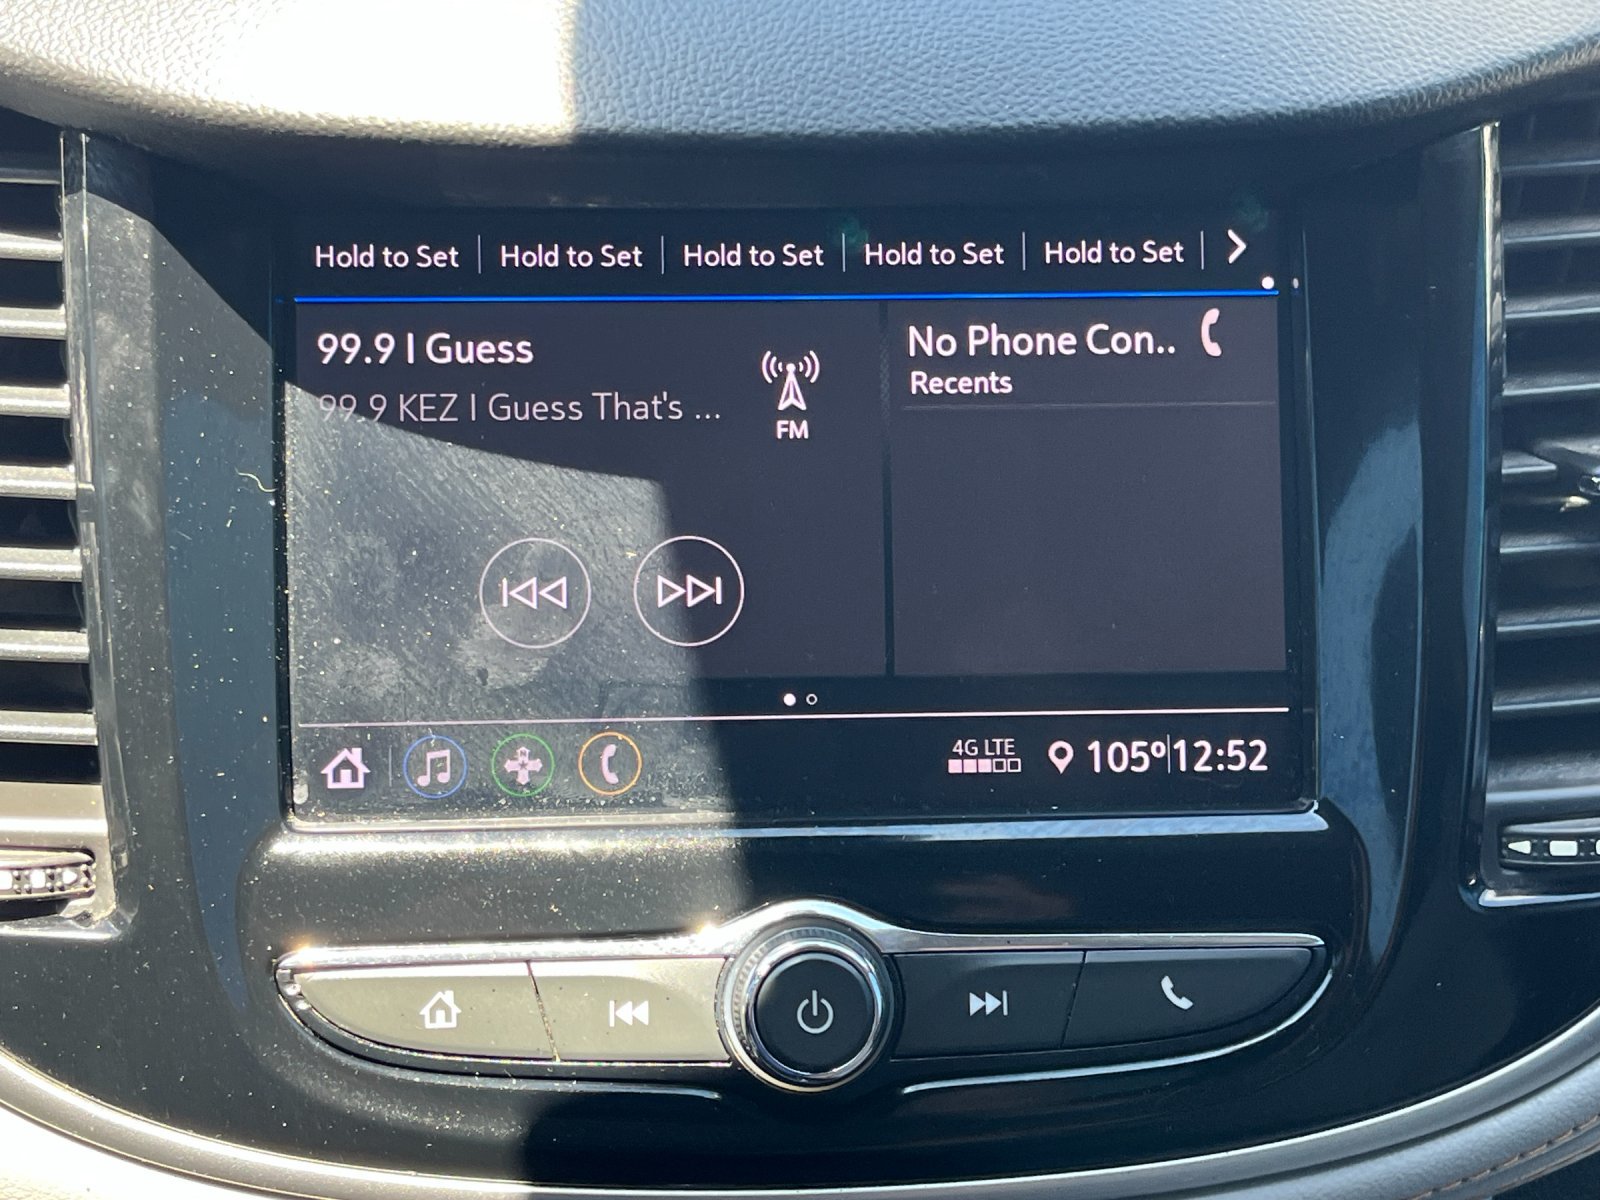 Hold to Set Hold to Set Hold to Set Hold to Set Hold to Set
99.9 I Guess
99.9 KEZ I Guess That's ...
FM
No Phone Con..
Recents
4G LTE 105° 12:52